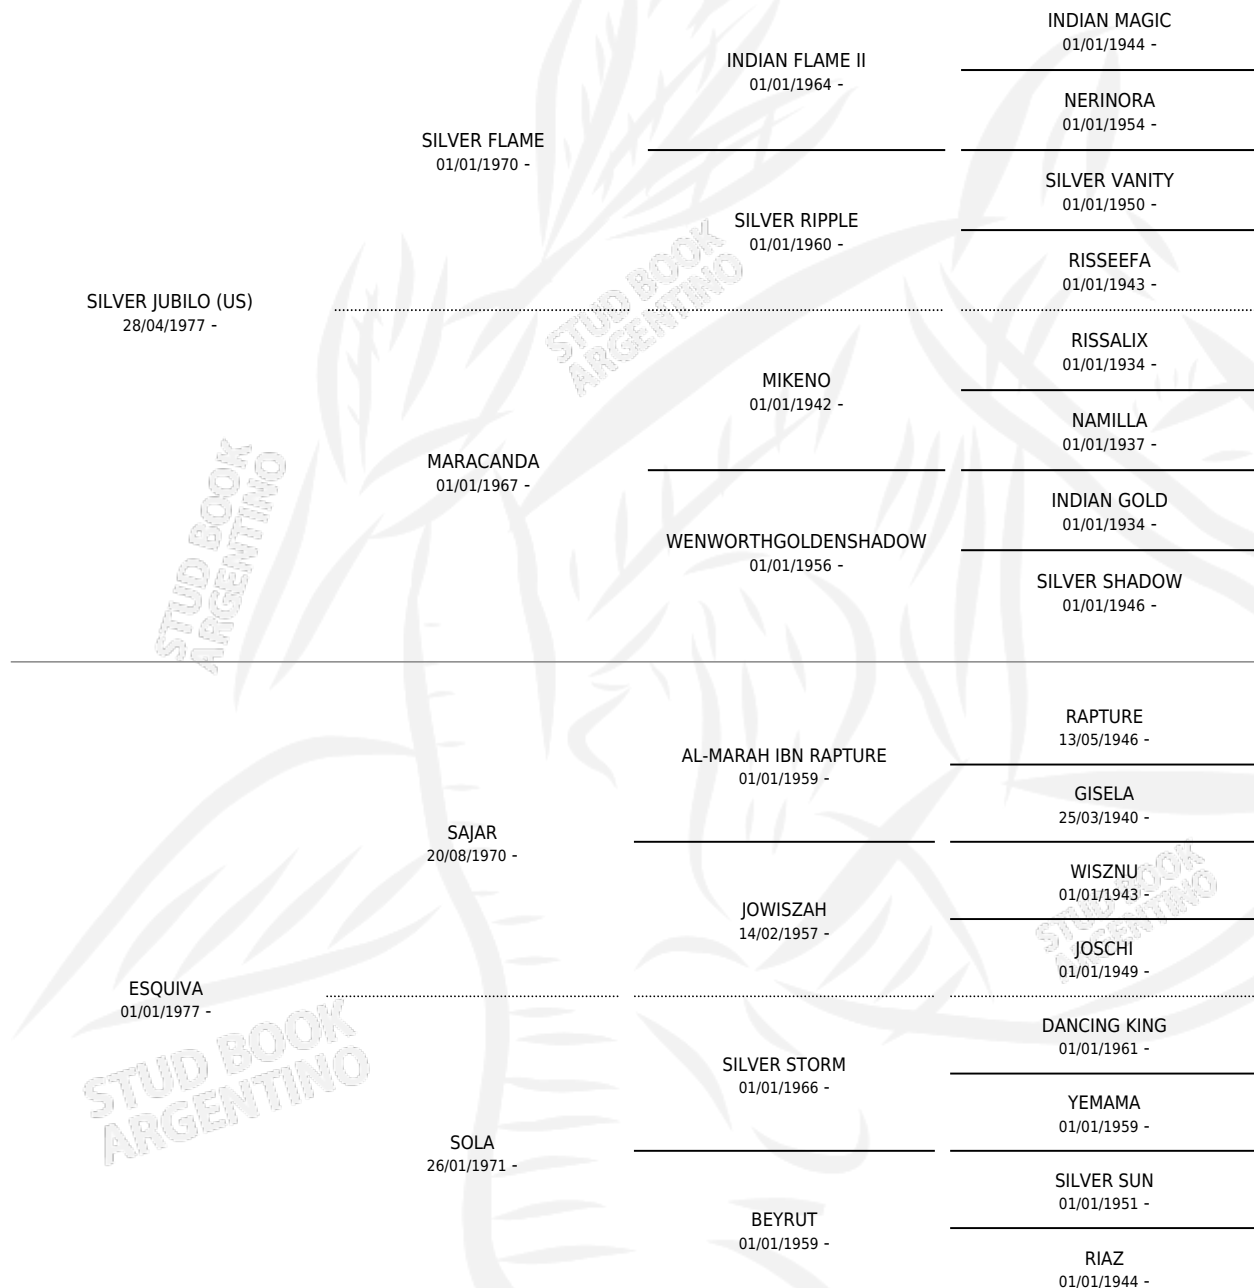 INDIAN MAGIC
01/01/1944 -
INDIAN FLAME II
01/01/1964 -
NERINORA
01/01/1954 -
SILVER FLAME
01/01/1970 -
SILVER VANITY
01/01/1950 -
SILVER RIPPLE
01/01/1960 -
RISSEEFA
01/01/1943 -
SILVER JUBILO (US)
28/04/1977 -
RISSALIX
01/01/1934 -
MIKENO
01/01/1942 -
NAMILLA
01/01/1937 -
MARACANDA
01/01/1967 -
INDIAN GOLD
01/01/1934 -
WENWORTHGOLDENSHADOW
01/01/1956 -
SILVER SHADOW
01/01/1946 -
RAPTURE
13/05/1946 -
AL-MARAH IBN RAPTURE
01/01/1959 -
GISELA
25/03/1940 -
SAJAR
20/08/1970 -
WISZNU
01/01/1943 -
JOWISZAH
14/02/1957 -
JOSCHI
01/01/1949 -
ESQUIVA
01/01/1977 -
DANCING KING
01/01/1961 -
SILVER STORM
01/01/1966 -
YEMAMA
01/01/1959 -
SOLA
26/01/1971 -
SILVER SUN
01/01/1951 -
BEYRUT
01/01/1959 -
RIAZ
01/01/1944 -
STUD BOOK
ARGENTINO
STUD BOOK
ARGENTINO
STUD BOOK
ARGENTINO
STUD BOOK
ARGENTINO